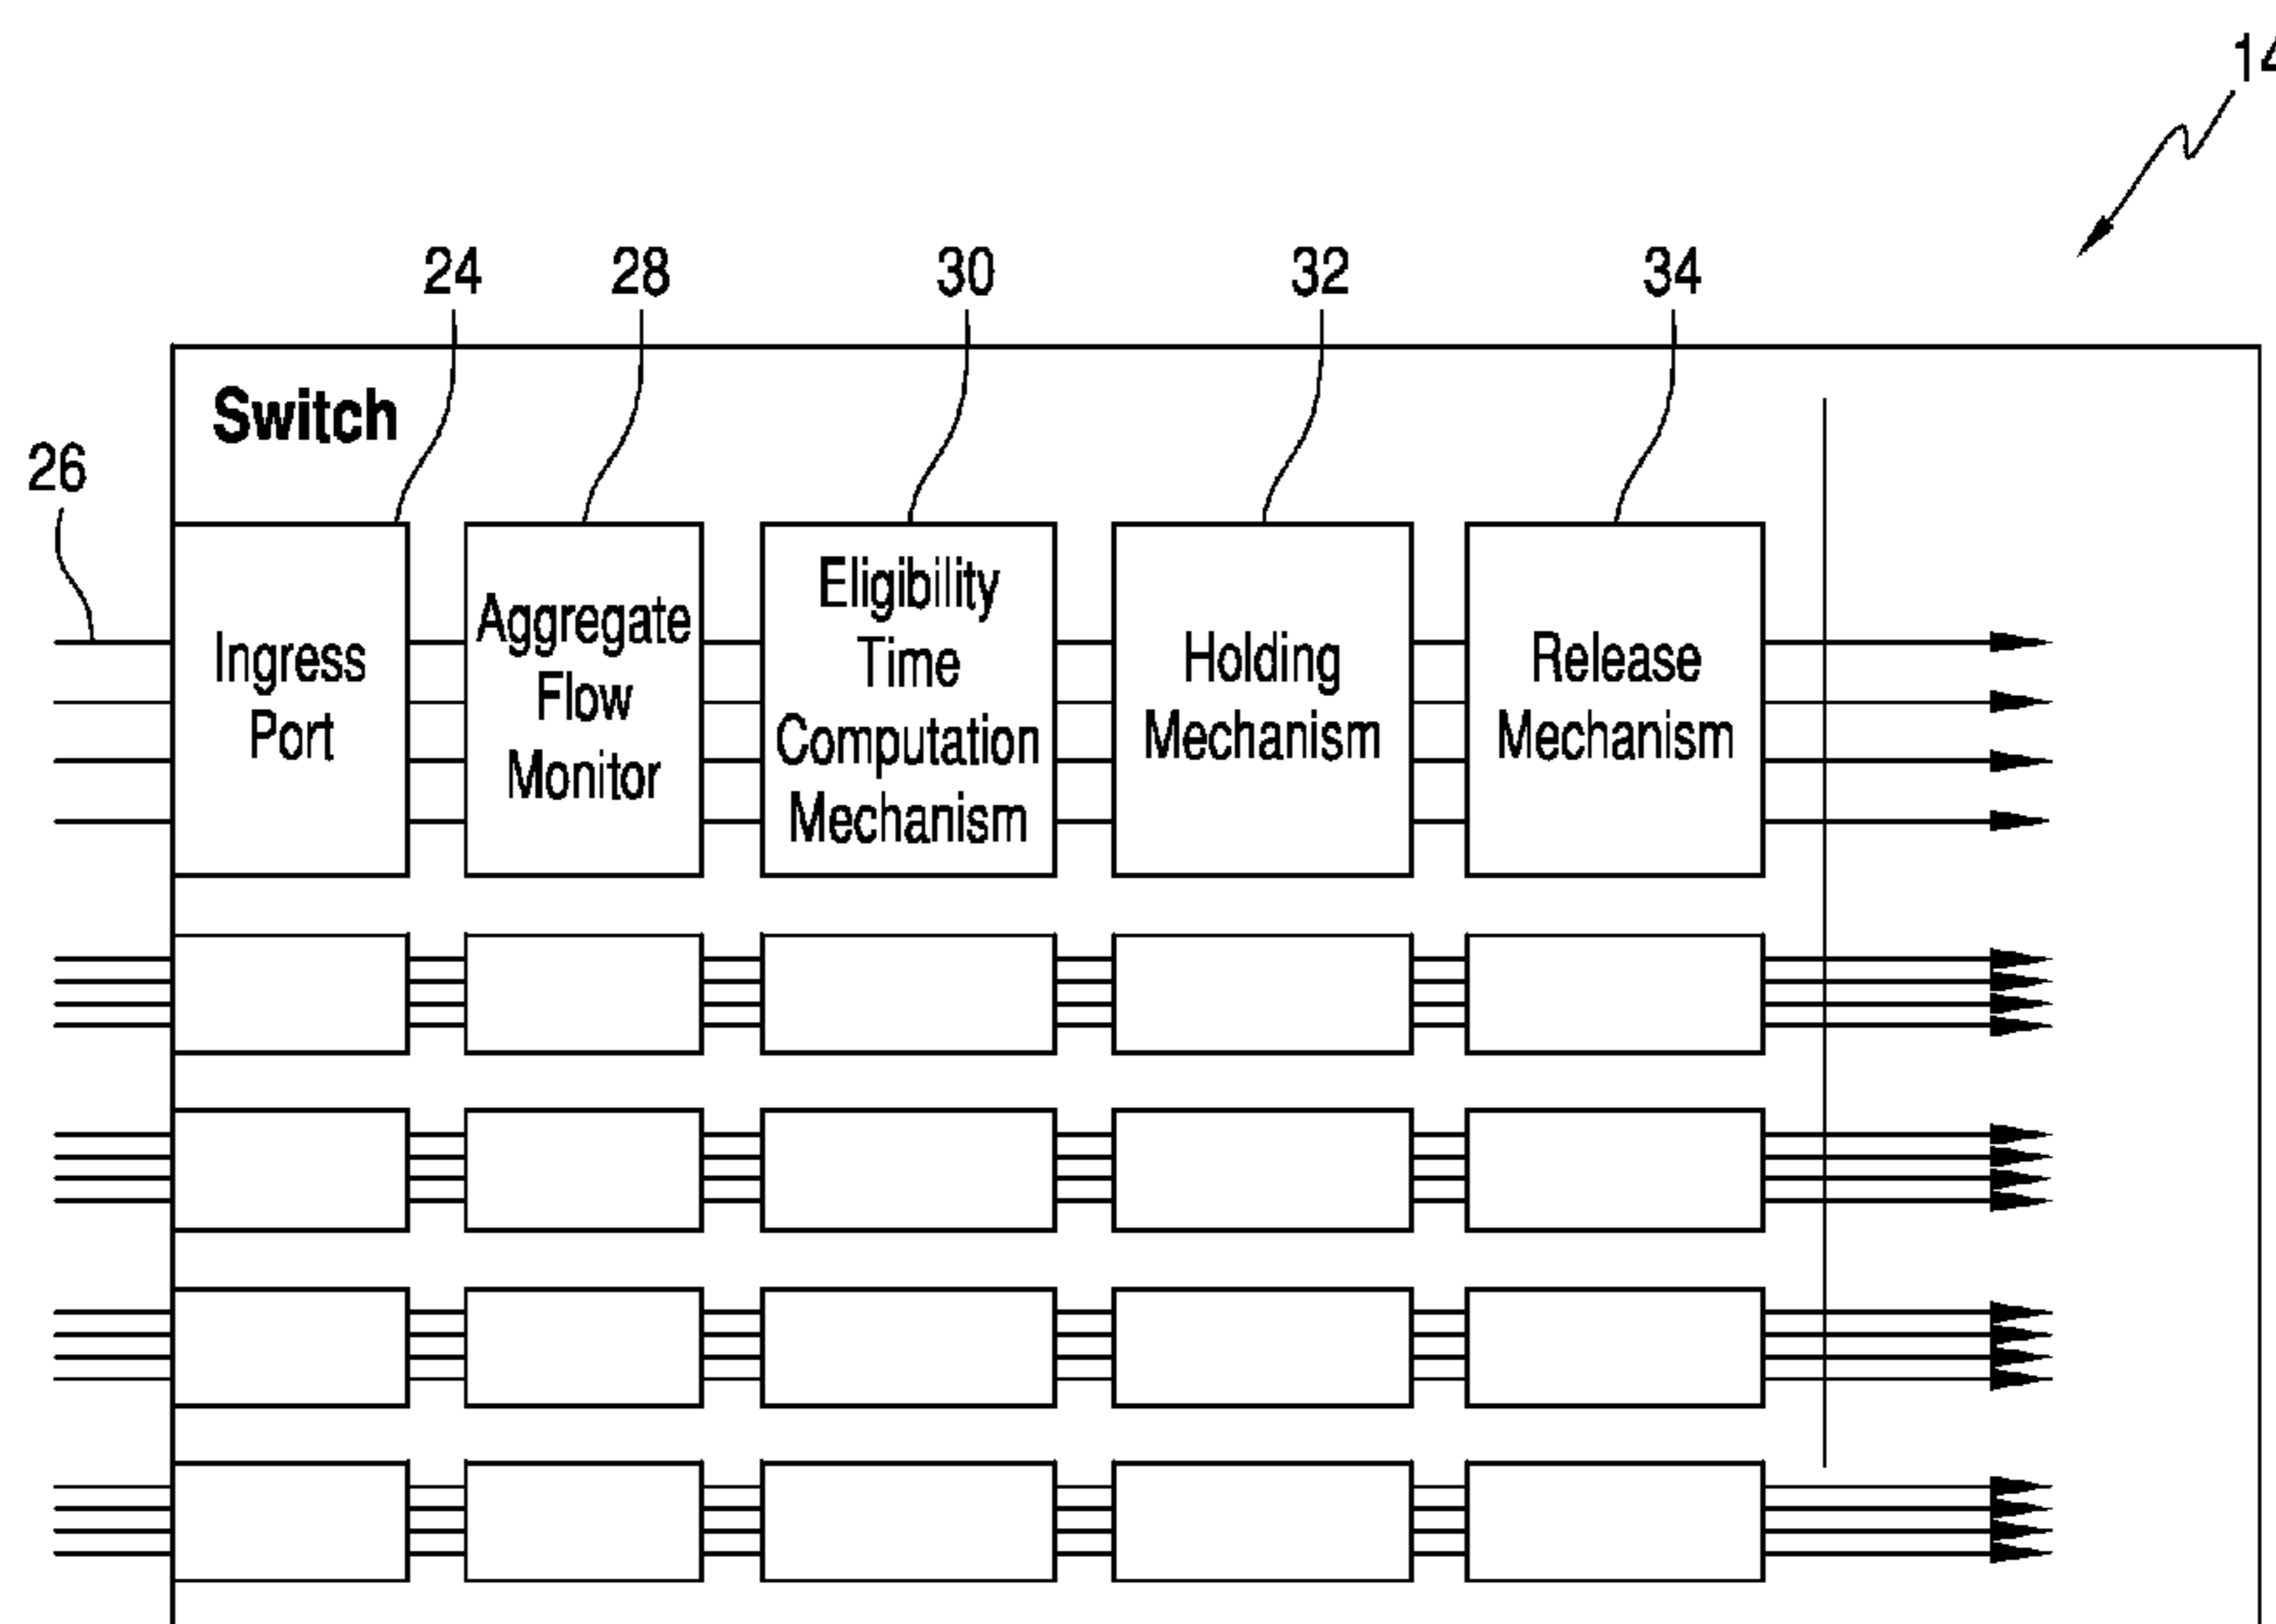 14
24
28
30
32
34
Switch
26
Ingress
Port
Aggregate
Flow
Monitor
Eligibility
Time
Computation
Mechanism
Holding
Mechanism
Release
Mechanism